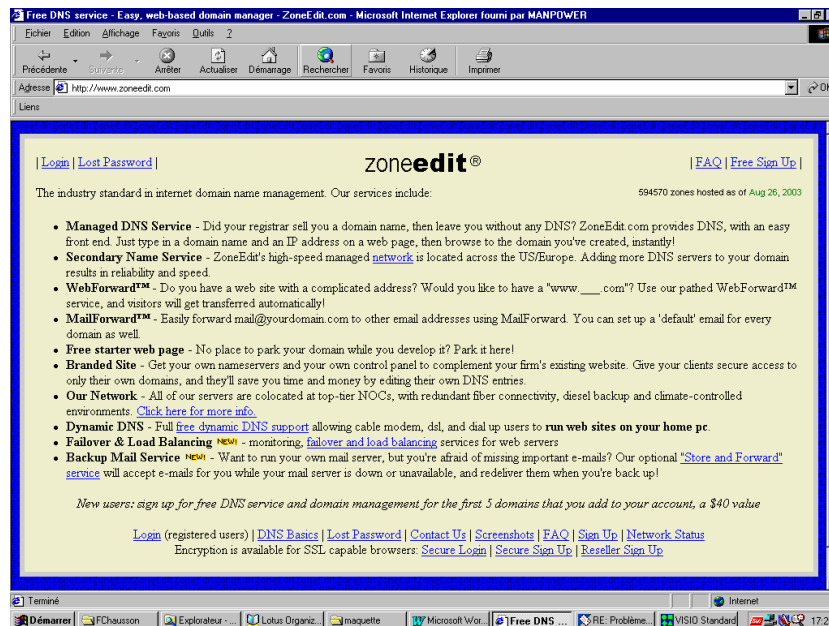 Free DNS service - Easy, web-based domain manager - ZoneEdit.com - Microsoft Internet Explorer fourni par MANPOWER
Fichier Edition Affichage Favoris Outils ?
Précédente Suivante Arrêter Actualiser Démarrage Rechercher Favoris Historique Imprimer
Adresse http://www.zoneedit.com OK
Liens
| Login | Lost Password | zoneedit® | FAQ | Free Sign Up |
The industry standard in internet domain name management. Our services include: 594570 zones hosted as of Aug 26, 2003
• Managed DNS Service - Did your registrar sell you a domain name, then leave you without any DNS? ZoneEdit.com provides DNS, with an easy
front end. Just type in a domain name and an IP address on a web page, then browse to the domain you've created, instantly!
• Secondary Name Service - ZoneEdit's high-speed managed network is located across the US/Europe. Adding more DNS servers to your domain
results in reliability and speed.
• WebForward™ - Do you have a web site with a complicated address? Would you like to have a "www.___.com"? Use our pathed WebForward™
service, and visitors will get transferred automatically!
• MailForward™ - Easily forward mail@yourdomain.com to other email addresses using MailForward. You can set up a 'default' email for every
domain as well.
• Free starter web page - No place to park your domain while you develop it? Park it here!
• Branded Site - Get your own nameservers and your own control panel to complement your firm's existing website. Give your clients secure access to
only their own domains, and they'll save you time and money by editing their own DNS entries.
• Our Network - All of our servers are colocated at top-tier NOCs, with redundant fiber connectivity, diesel backup and climate-controlled
environments. Click here for more info.
• Dynamic DNS - Full free dynamic DNS support allowing cable modem, dsl, and dial up users to run web sites on your home pc.
• Failover & Load Balancing NEW! - monitoring, failover and load balancing services for web servers
• Backup Mail Service NEW! - Want to run your own mail server, but you're afraid of missing important e-mails? Our optional "Store and Forward"
service will accept e-mails for you while your mail server is down or unavailable, and redeliver them when you're back up!
New users: sign up for free DNS service and domain management for the first 5 domains that you add to your account, a $40 value
Login (registered users) | DNS Basics | Lost Password | Contact Us | Screenshots | FAQ | Sign Up | Network Status
Encryption is available for SSL capable browsers: Secure Login | Secure Sign Up | Reseller Sign Up
Terminé Internet
Démarrer FChausson Explorateur - ... Lotus Organiz... maquette Microsoft Wor... Free DNS ... RE: Problème... VISIO Standard 17:2